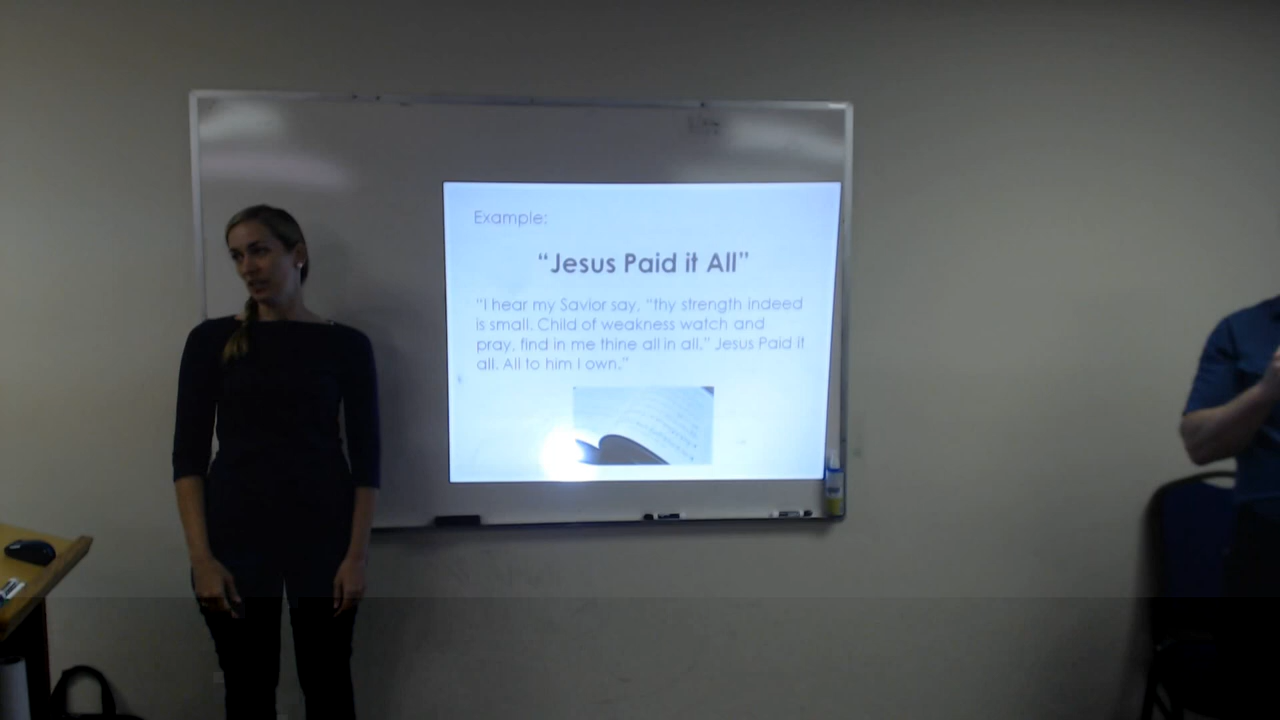 Example:
“Jesus Paid it All”
“I hear my Savior say, “thy strength indeed
is small. Child of weakness watch and
pray, find in me thine all in all.” Jesus Paid it
all. All to him I own.”